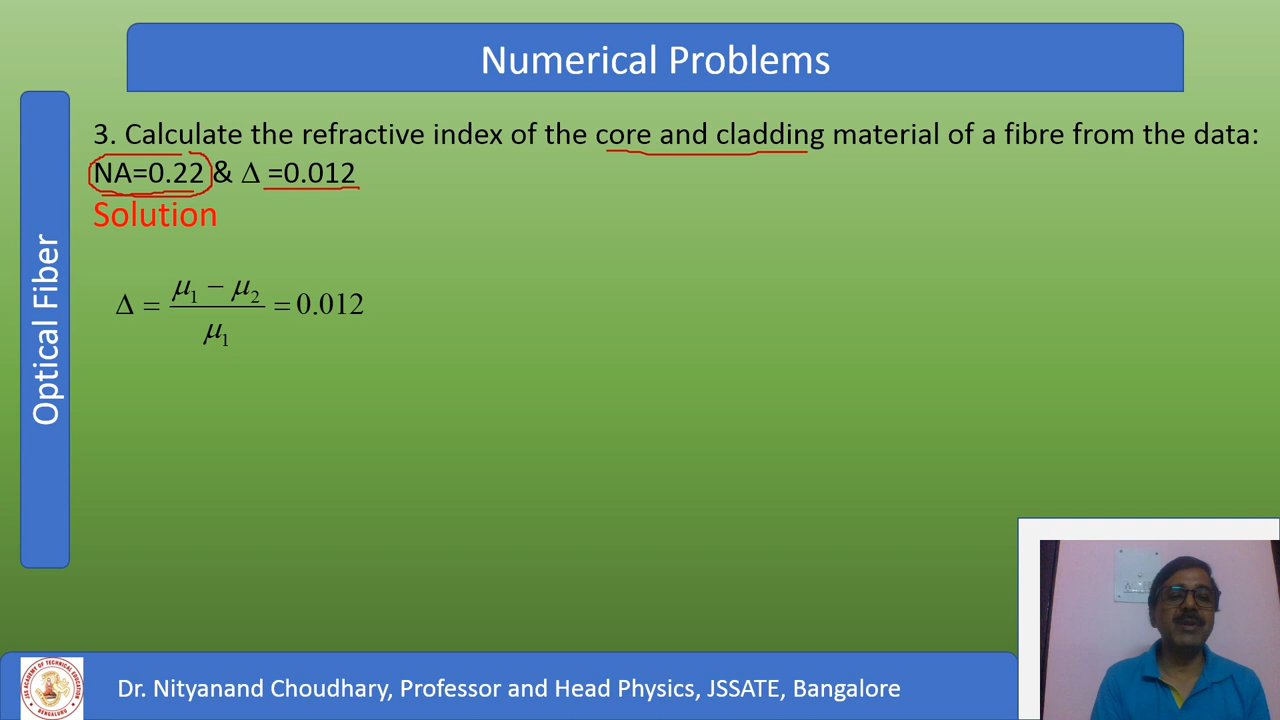 Numerical Problems
3. Calculate the refractive index of the core and cladding material of a fibre from the data:
NA=0.22 & Δ =0.012
Solution
Δ = (μ₁ − μ₂) / μ₁ = 0.012
Optical Fiber
Dr. Nityanand Choudhary, Professor and Head Physics, JSSATE, Bangalore